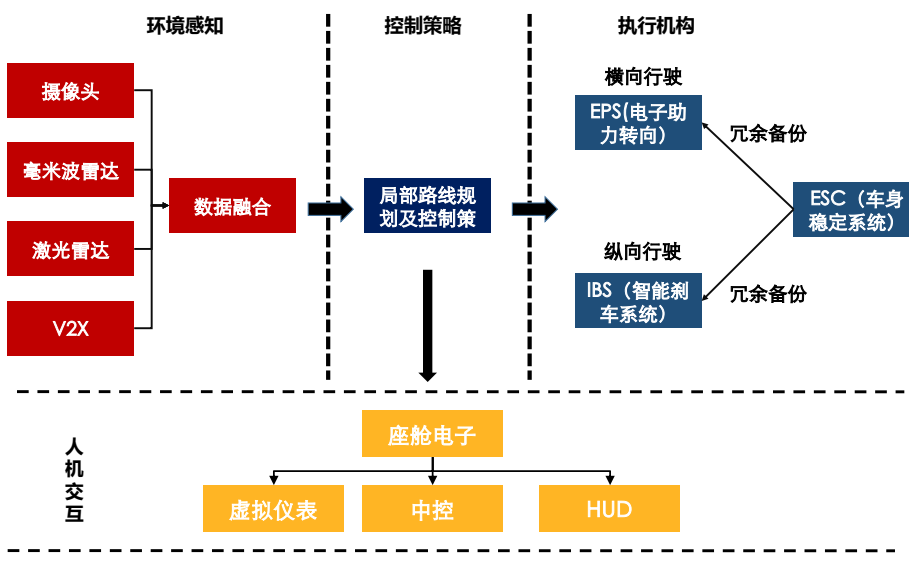 环境感知
控制策略
执行机构
摄像头
毫米波雷达
激光雷达
V2X
数据融合
局部路线规
划及控制策
横向行驶
EPS(电子助
力转向）
冗余备份
ESC（车身
稳定系统）
纵向行驶
IBS（智能刹
车系统）
冗余备份
人
机
交
互
座舱电子
虚拟仪表
中控
HUD